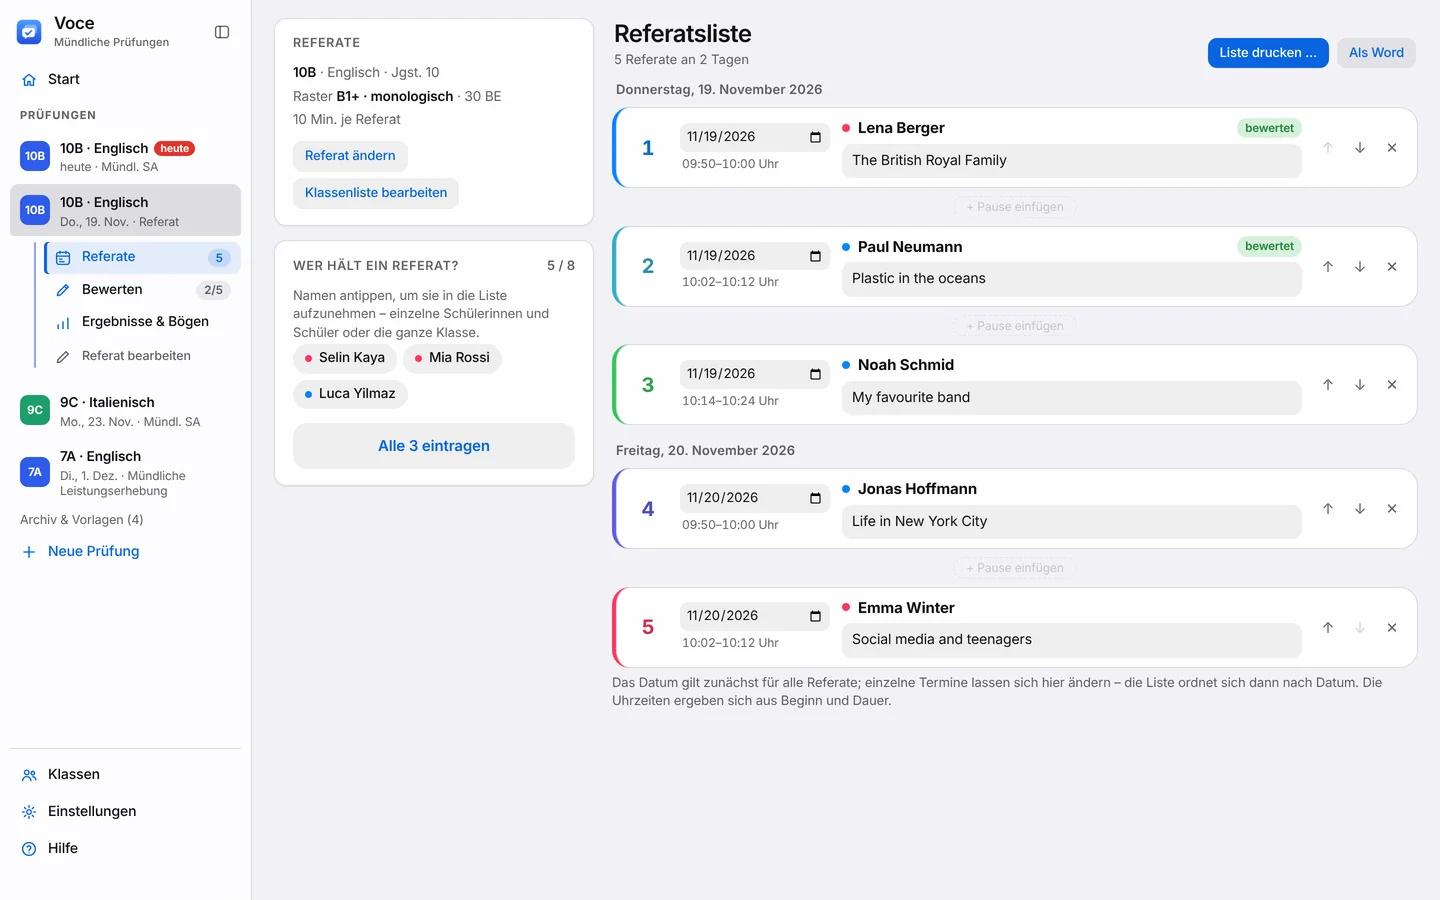 Voce
Mündliche Prüfungen
Start
PRÜFUNGEN
10B
10B · Englisch heute
heute · Mündl. SA
10B
10B · Englisch
Do., 19. Nov. · Referat
Referate 5
Bewerten 2/5
Ergebnisse & Bögen
Referat bearbeiten
9C
9C · Italienisch
Mo., 23. Nov. · Mündl. SA
7A
7A · Englisch
Di., 1. Dez. · Mündliche
Leistungserhebung
Archiv & Vorlagen (4)
+ Neue Prüfung
Klassen
Einstellungen
Hilfe
REFERATE
10B · Englisch · Jgst. 10
Raster B1+ · monologisch · 30 BE
10 Min. je Referat
Referat ändern
Klassenliste bearbeiten
WER HÄLT EIN REFERAT? 5 / 8
Namen antippen, um sie in die Liste
aufzunehmen – einzelne Schülerinnen und
Schüler oder die ganze Klasse.
Selin Kaya Mia Rossi
Luca Yilmaz
Alle 3 eintragen
Referatsliste
5 Referate an 2 Tagen
Liste drucken ... Als Word
Donnerstag, 19. November 2026
1
11/19/2026
09:50–10:00 Uhr
Lena Berger
bewertet
The British Royal Family
+ Pause einfügen
2
11/19/2026
10:02–10:12 Uhr
Paul Neumann
bewertet
Plastic in the oceans
+ Pause einfügen
3
11/19/2026
10:14–10:24 Uhr
Noah Schmid
My favourite band
Freitag, 20. November 2026
4
11/20/2026
09:50–10:00 Uhr
Jonas Hoffmann
Life in New York City
+ Pause einfügen
5
11/20/2026
10:02–10:12 Uhr
Emma Winter
Social media and teenagers
Das Datum gilt zunächst für alle Referate; einzelne Termine lassen sich hier ändern – die Liste ordnet sich dann nach Datum. Die
Uhrzeiten ergeben sich aus Beginn und Dauer.